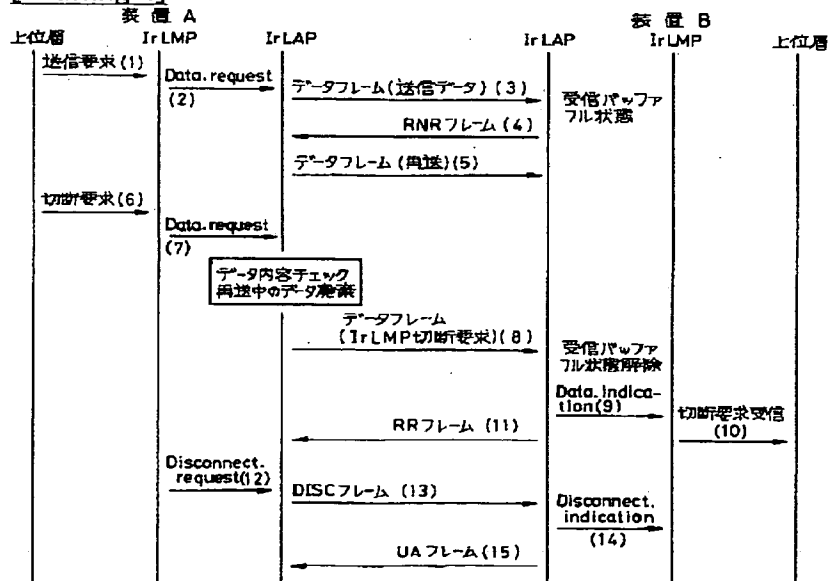 装置A
装置B
上位層
IrLMP
IrLAP
IrLAP
IrLMP
上位層
送信要求(1)
Data.request
(2)
データフレーム(送信データ)(3)
受信バッファ
フル状態
RNRフレーム(4)
データフレーム(再送)(5)
切断要求(6)
Data.request
(7)
データ内容チェック
再送中のデータ廃棄
データフレーム
(IrLMP切断要求)(8)
受信バッファ
フル状態解除
Data.indica-
tion(9)
切断要求受信
(10)
RRフレーム(11)
Disconnect.
request(12)
DISCフレーム(13)
Disconnect.
indication
(14)
UAフレーム(15)